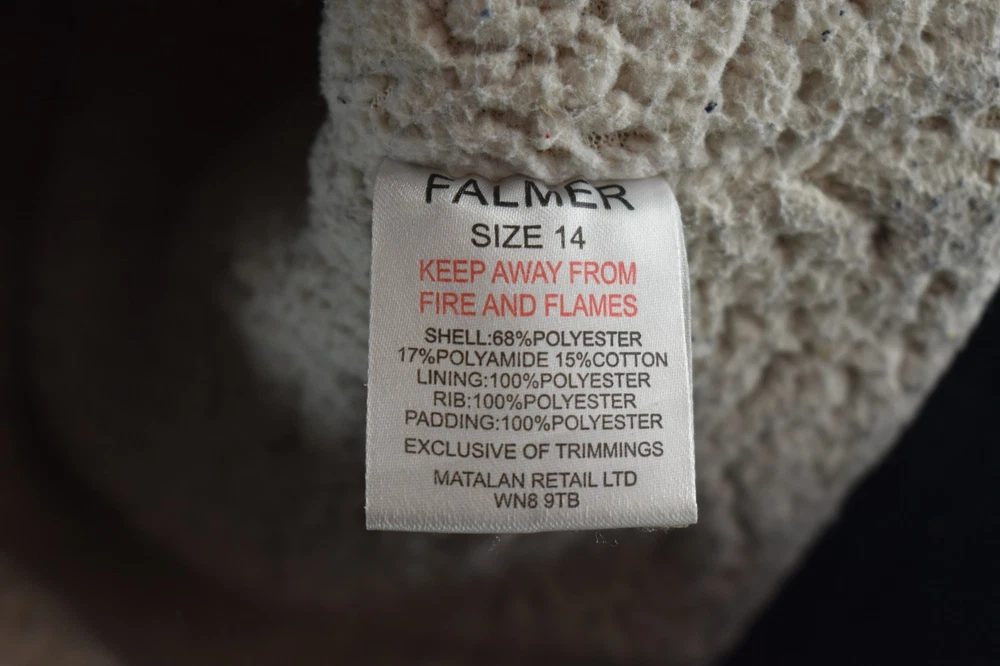 FALMER
SIZE 14
KEEP AWAY FROM
FIRE AND FLAMES
SHELL:68%POLYESTER
17%POLYAMIDE 15%COTTON
LINING:100%POLYESTER
RIB:100%POLYESTER
PADDING:100%POLYESTER
EXCLUSIVE OF TRIMMINGS
MATALAN RETAIL LTD
WN8 9TB